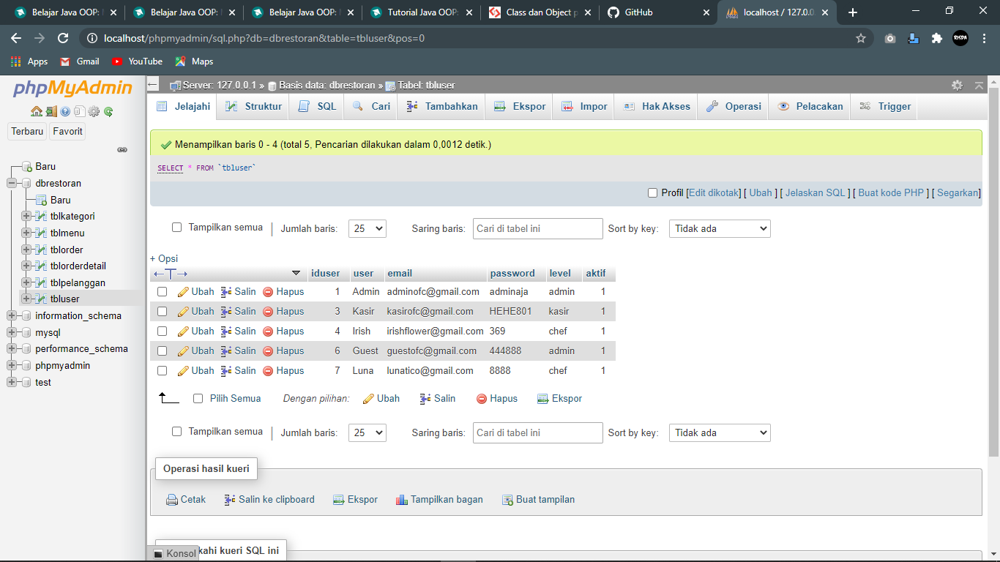 Belajar Java OOP: M
Belajar Java OOP:
Belajar Java OOP: M
Tutorial Java OOP:
Class dan Object p
GitHub
localhost / 127.0.0
localhost/phpmyadmin/sql.php?db=dbrestoran&table=tbluser&pos=0
RISDA
Apps Gmail YouTube Maps
phpMyAdmin
Terbaru Favorit
Baru
dbrestoran
Baru
tblkategori
tblmenu
tblorder
tblorderdetail
tblpelanggan
tbluser
information_schema
mysql
performance_schema
phpmyadmin
test
Server: 127.0.0.1 » Basis data: dbrestoran » Tabel: tbluser
Jelajahi Struktur SQL Cari Tambahkan Ekspor Impor Hak Akses Operasi Pelacakan Trigger
Menampilkan baris 0 - 4 (total 5, Pencarian dilakukan dalam 0,0012 detik.)
SELECT * FROM `tbluser`
Profil [Edit dikotak] [ Ubah ] [ Jelaskan SQL ] [ Buat kode PHP ] [ Segarkan]
Tampilkan semua | Jumlah baris: 25 Saring baris: Cari di tabel ini Sort by key: Tidak ada
+ Opsi
iduser user email password level aktif
Ubah Salin Hapus 1 Admin adminofc@gmail.com adminaja admin 1
Ubah Salin Hapus 3 Kasir kasirofc@gmail.com HEHE801 kasir 1
Ubah Salin Hapus 4 Irish irishflower@gmail.com 369 chef 1
Ubah Salin Hapus 6 Guest guestofc@gmail.com 444888 admin 1
Ubah Salin Hapus 7 Luna lunatico@gmail.com 8888 chef 1
Pilih Semua Dengan pilihan: Ubah Salin Hapus Ekspor
Tampilkan semua | Jumlah baris: 25 Saring baris: Cari di tabel ini Sort by key: Tidak ada
Operasi hasil kueri
Cetak Salin ke clipboard Ekspor Tampilkan bagan Buat tampilan
Konsol
kahi kueri SQL ini